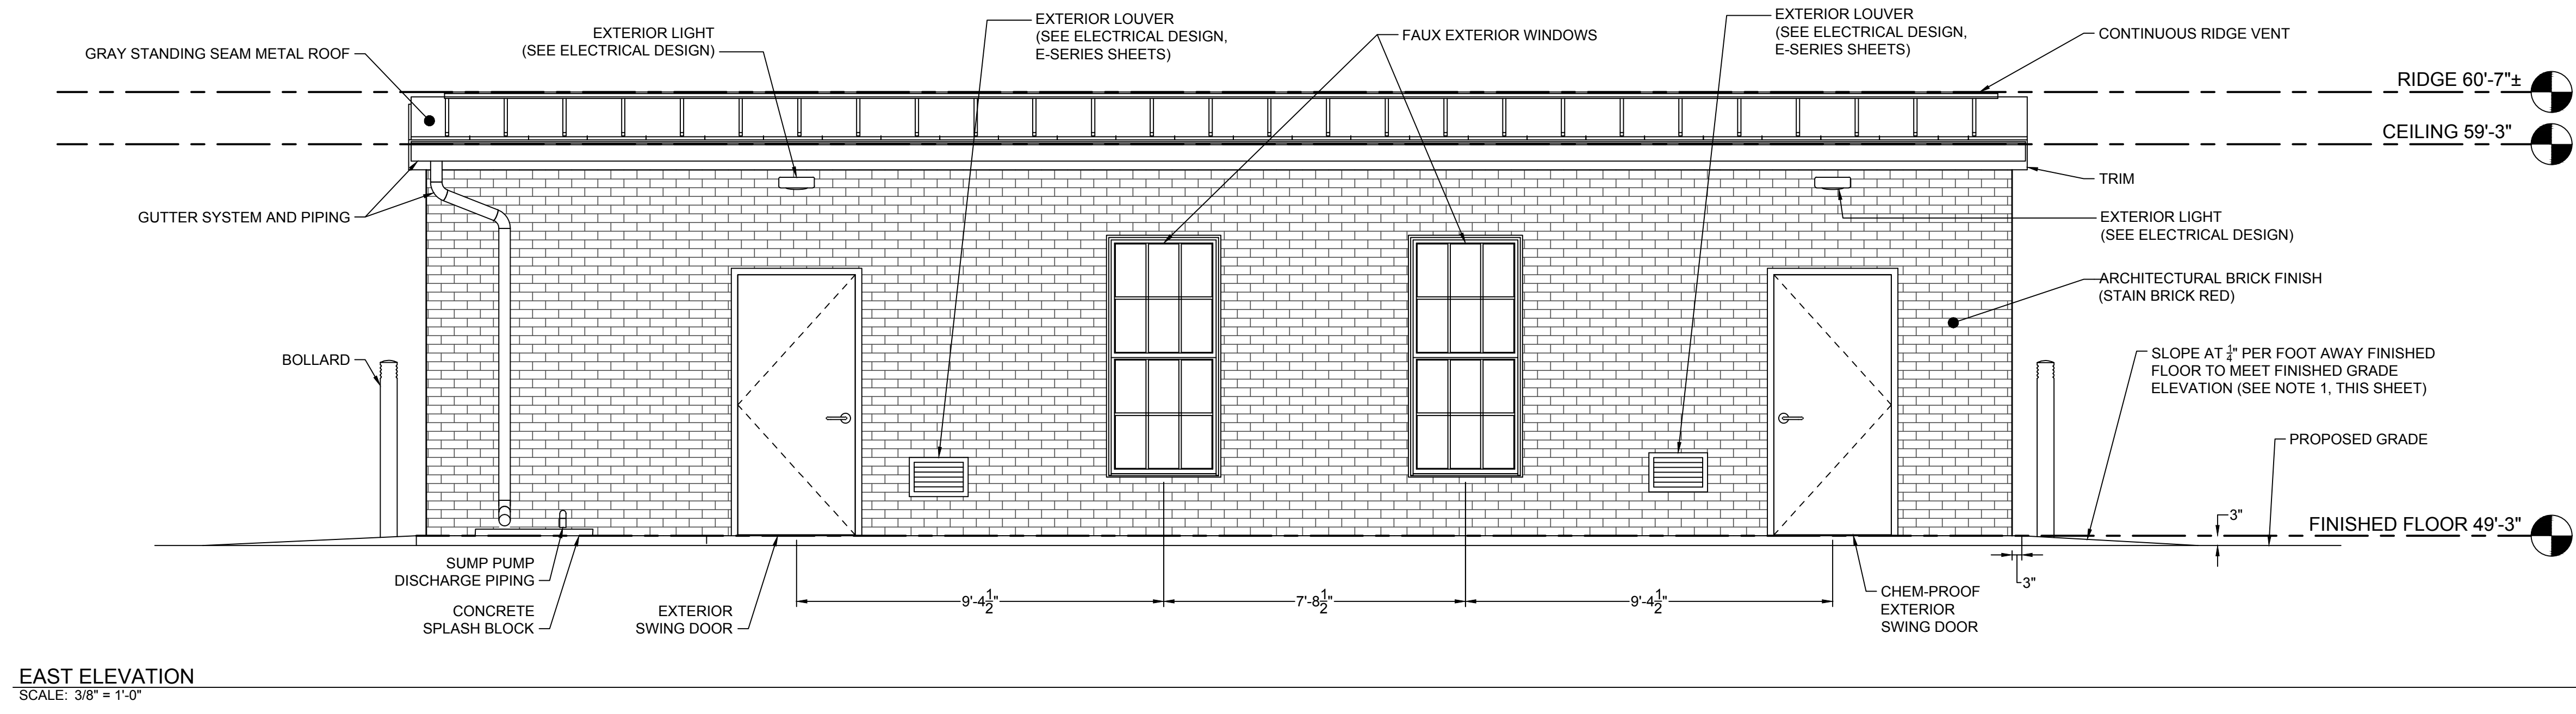 EXTERIOR LOUVER
(SEE ELECTRICAL DESIGN,
E-SERIES SHEETS)
EXTERIOR LOUVER
(SEE ELECTRICAL DESIGN,
E-SERIES SHEETS)
EXTERIOR LIGHT
(SEE ELECTRICAL DESIGN)
FAUX EXTERIOR WINDOWS
CONTINUOUS RIDGE VENT
GRAY STANDING SEAM METAL ROOF
RIDGE 60'-7"±
CEILING 59'-3"
TRIM
GUTTER SYSTEM AND PIPING
EXTERIOR LIGHT
(SEE ELECTRICAL DESIGN)
ARCHITECTURAL BRICK FINISH
(STAIN BRICK RED)
BOLLARD
SLOPE AT 1/4" PER FOOT AWAY FINISHED
FLOOR TO MEET FINISHED GRADE
ELEVATION (SEE NOTE 1, THIS SHEET)
PROPOSED GRADE
3"
FINISHED FLOOR 49'-3"
SUMP PUMP
DISCHARGE PIPING
3"
CONCRETE
SPLASH BLOCK
EXTERIOR
SWING DOOR
9'-4 1/2"
7'-8 1/2"
9'-4 1/2"
CHEM-PROOF
EXTERIOR
SWING DOOR
EAST ELEVATION
SCALE: 3/8" = 1'-0"